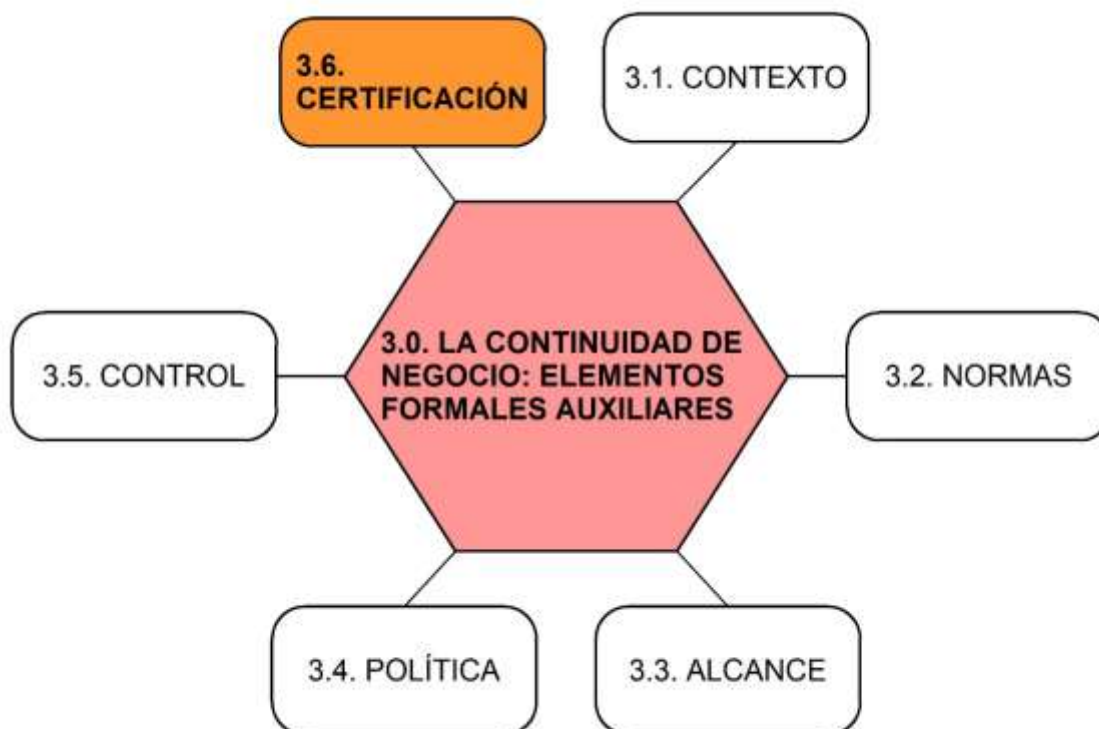 3.6.
CERTIFICACIÓN
3.1. CONTEXTO
3.0. LA CONTINUIDAD DE
NEGOCIO: ELEMENTOS
FORMALES AUXILIARES
3.5. CONTROL
3.2. NORMAS
3.4. POLÍTICA
3.3. ALCANCE